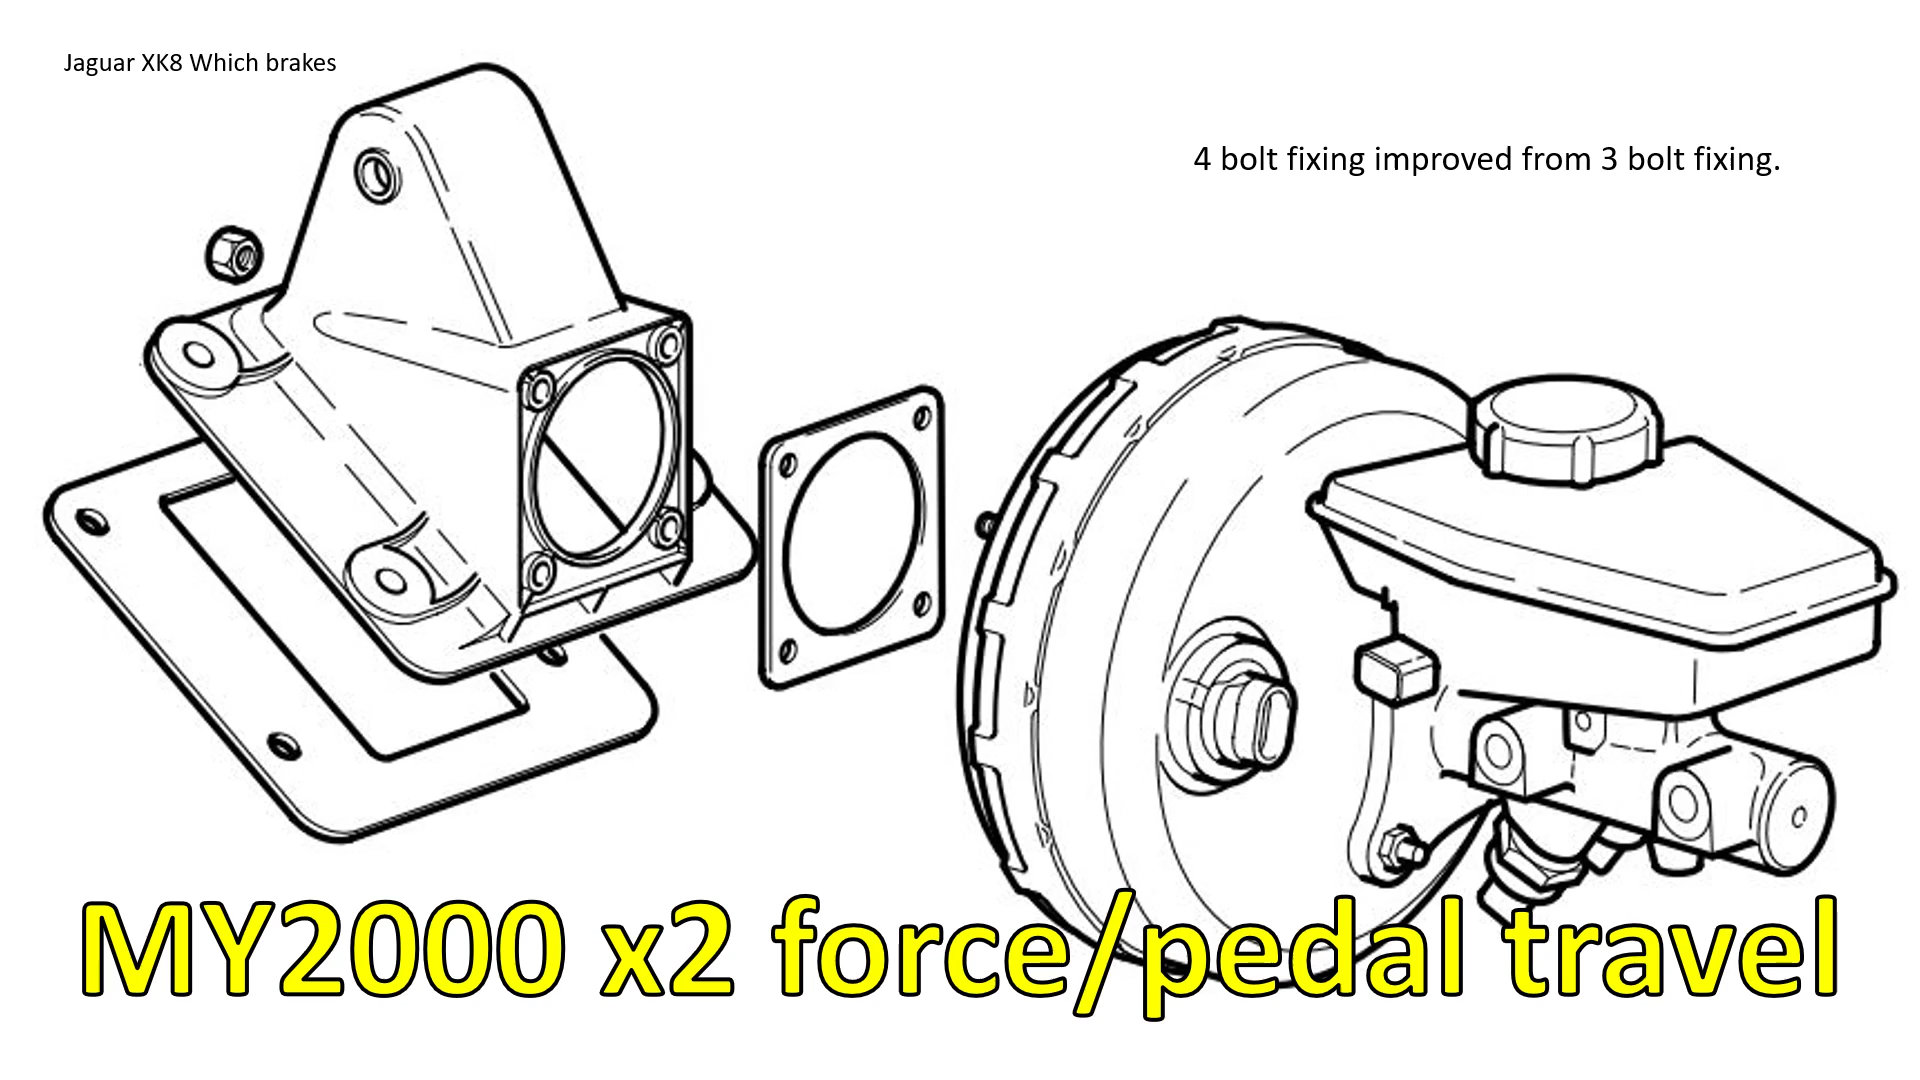 Jaguar XK8 Which brakes
4 bolt fixing improved from 3 bolt fixing.
MY2000 x2 force/pedal travel